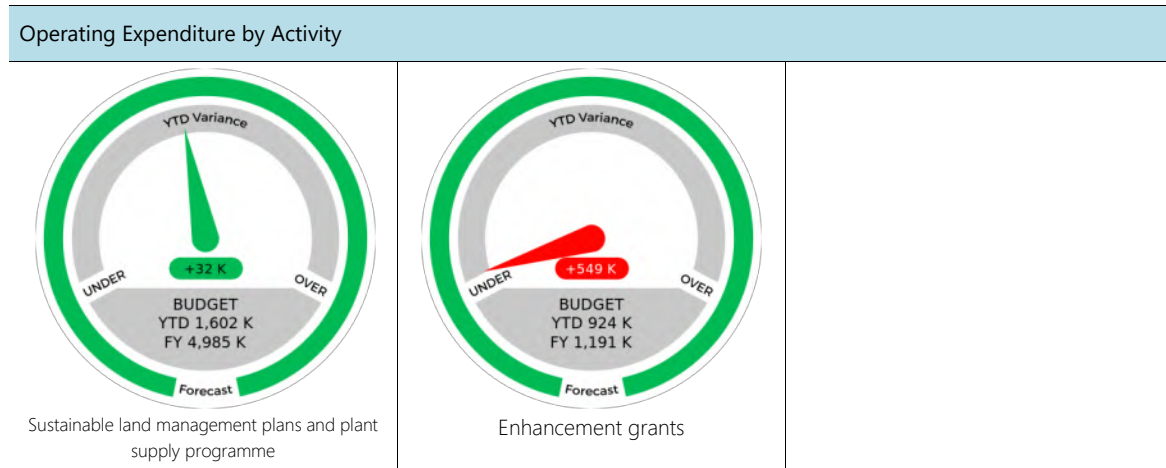 Operating Expenditure by Activity
YTD Variance
+32 K
UNDER
OVER
BUDGET
YTD 1,602 K
FY 4,985 K
Forecast
Sustainable land management plans and plant
supply programme
YTD Variance
+549 K
UNDER
OVER
BUDGET
YTD 924 K
FY 1,191 K
Forecast
Enhancement grants